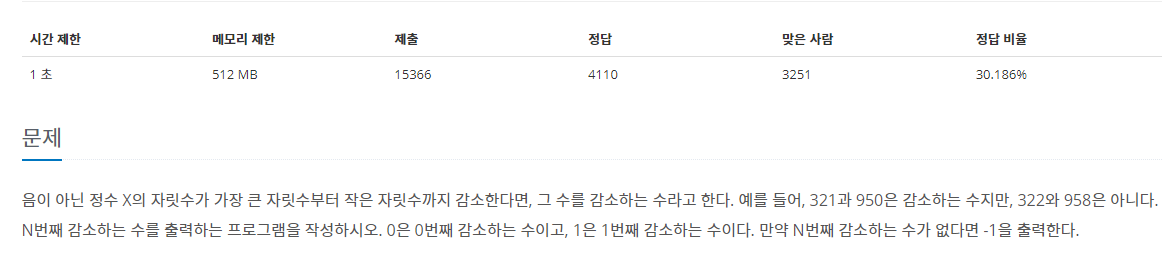 시간 제한 메모리 제한 제출 정답 맞은 사람 정답 비율
1 초 512 MB 15366 4110 3251 30.186%
문제
음이 아닌 정수 X의 자릿수가 가장 큰 자릿수부터 작은 자릿수까지 감소한다면, 그 수를 감소하는 수라고 한다. 예를 들어, 321과 950은 감소하는 수지만, 322와 958은 아니다.
N번째 감소하는 수를 출력하는 프로그램을 작성하시오. 0은 0번째 감소하는 수이고, 1은 1번째 감소하는 수이다. 만약 N번째 감소하는 수가 없다면 -1을 출력한다.